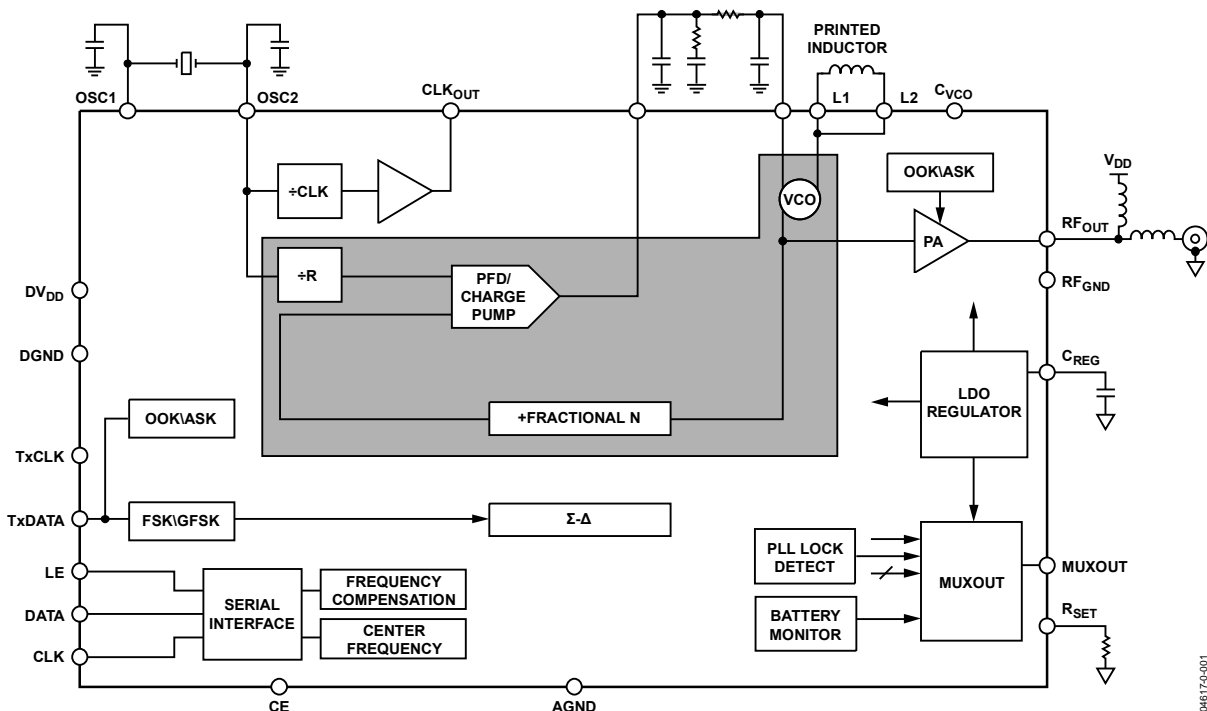 PRINTED
INDUCTOR
OSC1
OSC2
CLKOUT
L1
L2
CVCO
÷CLK
VCO
OOK\ASK
VDD
PA
RFOUT
÷R
PFD/
CHARGE
PUMP
RFGND
DVDD
DGND
CREG
LDO
REGULATOR
OOK\ASK
+FRACTIONAL N
TxCLK
TxDATA
FSK\GFSK
Σ-Δ
PLL LOCK
DETECT
MUXOUT
MUXOUT
LE
DATA
CLK
SERIAL
INTERFACE
FREQUENCY
COMPENSATION
CENTER
FREQUENCY
BATTERY
MONITOR
RSET
CE
AGND
04617-0-001